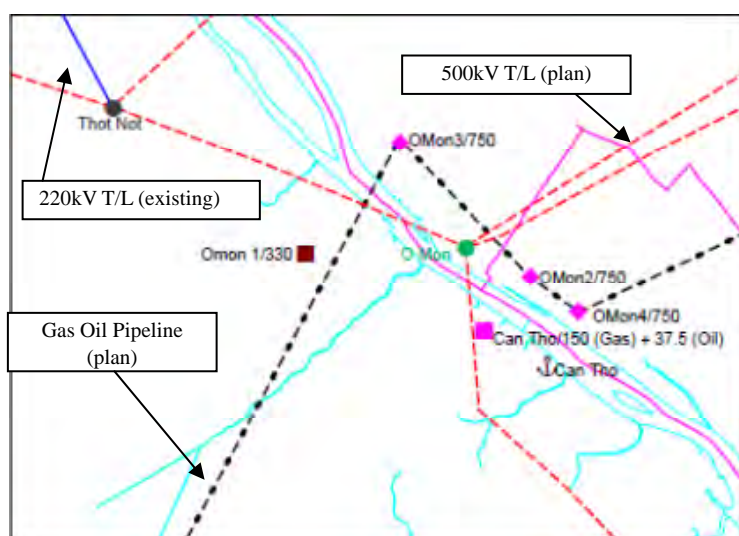 500kV T/L (plan)
Thot Not
OMon3/750
220kV T/L (existing)
Omon 1/330
O Mon
OMon2/750
OMon4/750
Gas Oil Pipeline
(plan)
Can Tho/150 (Gas) + 37.5 (Oil)
Can Tho